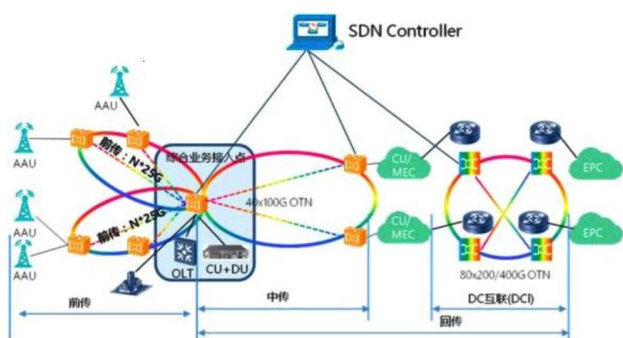 SDN Controller
AAU
AAU
前传：N*25G
综合业务接入点
CU/
MEC
EPC
40x100G OTN
AAU
前传：N*25G
CU/
MEC
EPC
AAU
OLT
CU+DU
80x200/400G OTN
前传
中传
DC互联(DCI)
回传